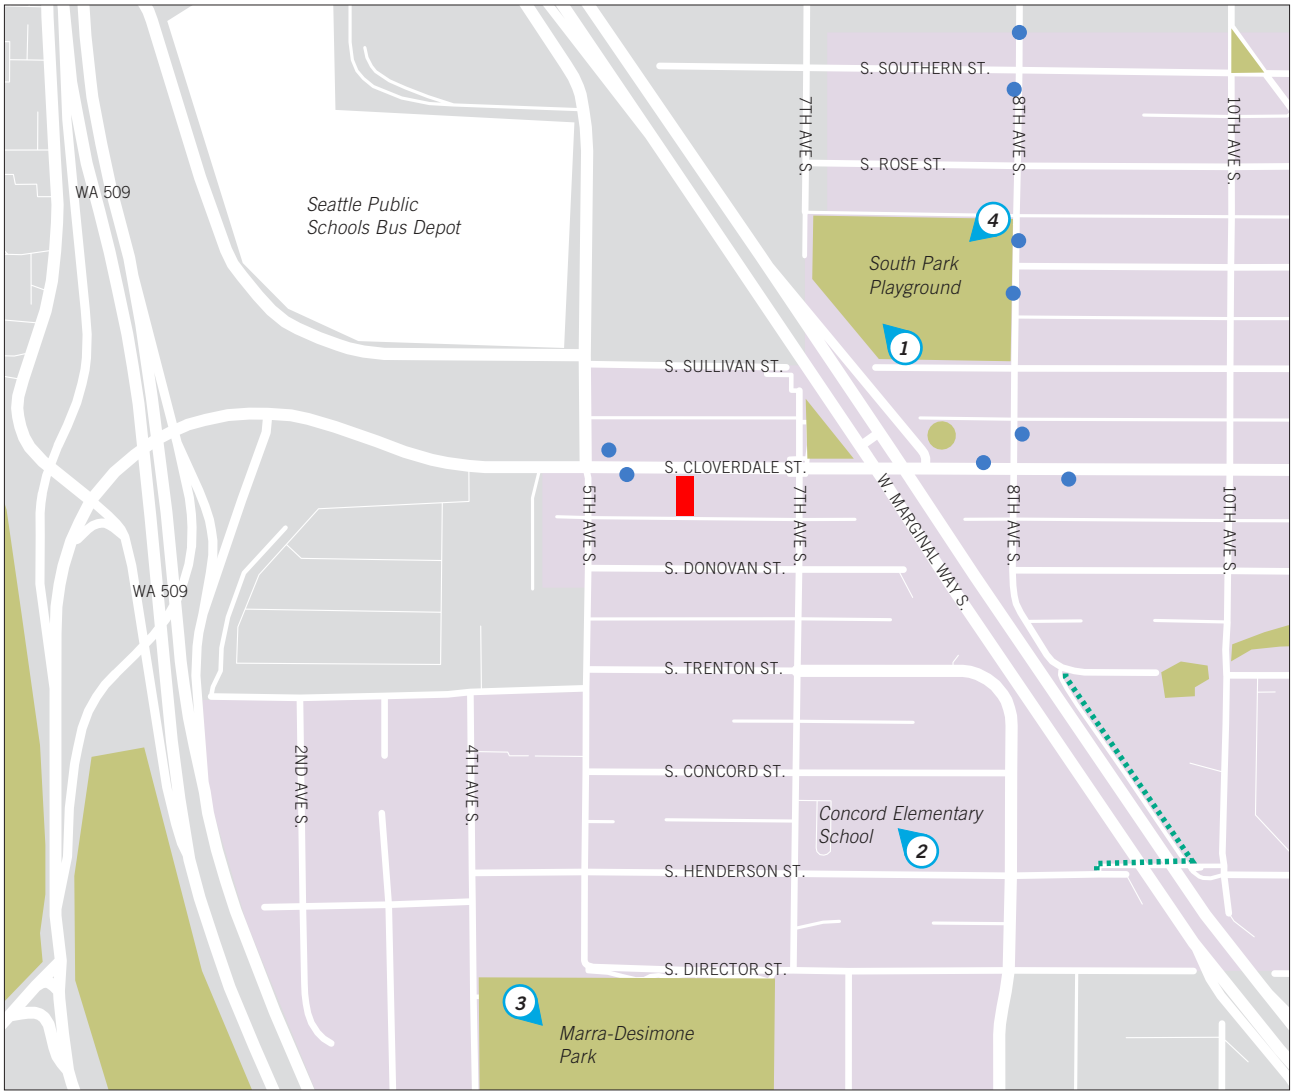 S. SOUTHERN ST.
7TH AVE S.
8TH AVE S.
10TH AVE S.
S. ROSE ST.
WA 509
Seattle Public
Schools Bus Depot
4
South Park
Playground
1
S. SULLIVAN ST.
S. CLOVERDALE ST.
5TH AVE S.
7TH AVE S.
W. MARGINAL WAY S.
8TH AVE S.
10TH AVE S.
S. DONOVAN ST.
WA 509
S. TRENTON ST.
2ND AVE S.
4TH AVE S.
S. CONCORD ST.
Concord Elementary
School
2
S. HENDERSON ST.
S. DIRECTOR ST.
3
Marra-Desimone
Park